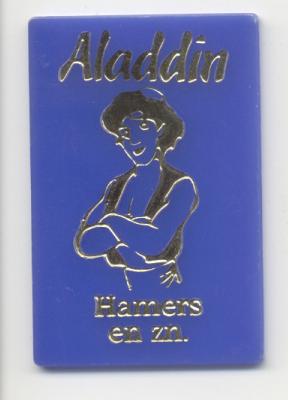 Aladdin
Hamers
en zn.